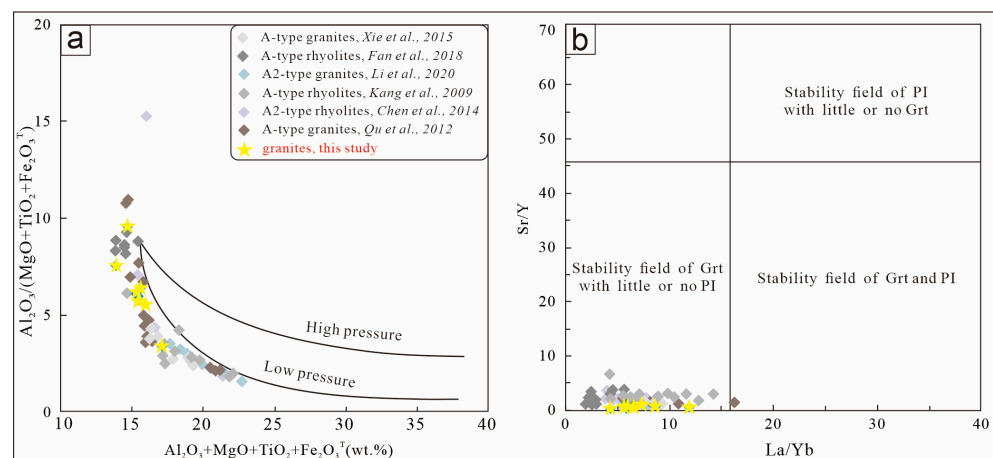 a
A-type granites, Xie et al., 2015
A-type rhyolites, Fan et al., 2018
A2-type granites, Li et al., 2020
A-type rhyolites, Kang et al., 2009
A2-type rhyolites, Chen et al., 2014
A-type granites, Qu et al., 2012
granites, this study
High pressure
Low pressure
20
15
10
5
0
10
15
20
25
30
35
40
Al₂O₃/(MgO+TiO₂+Fe₂O₃ᵀ)
Al₂O₃+MgO+TiO₂+Fe₂O₃ᵀ(wt.%)
b
Stability field of PI
with little or no Grt
Stability field of Grt
with little or no PI
Stability field of Grt and PI
70
60
50
40
30
20
10
0
0
10
20
30
40
Sr/Y
La/Yb